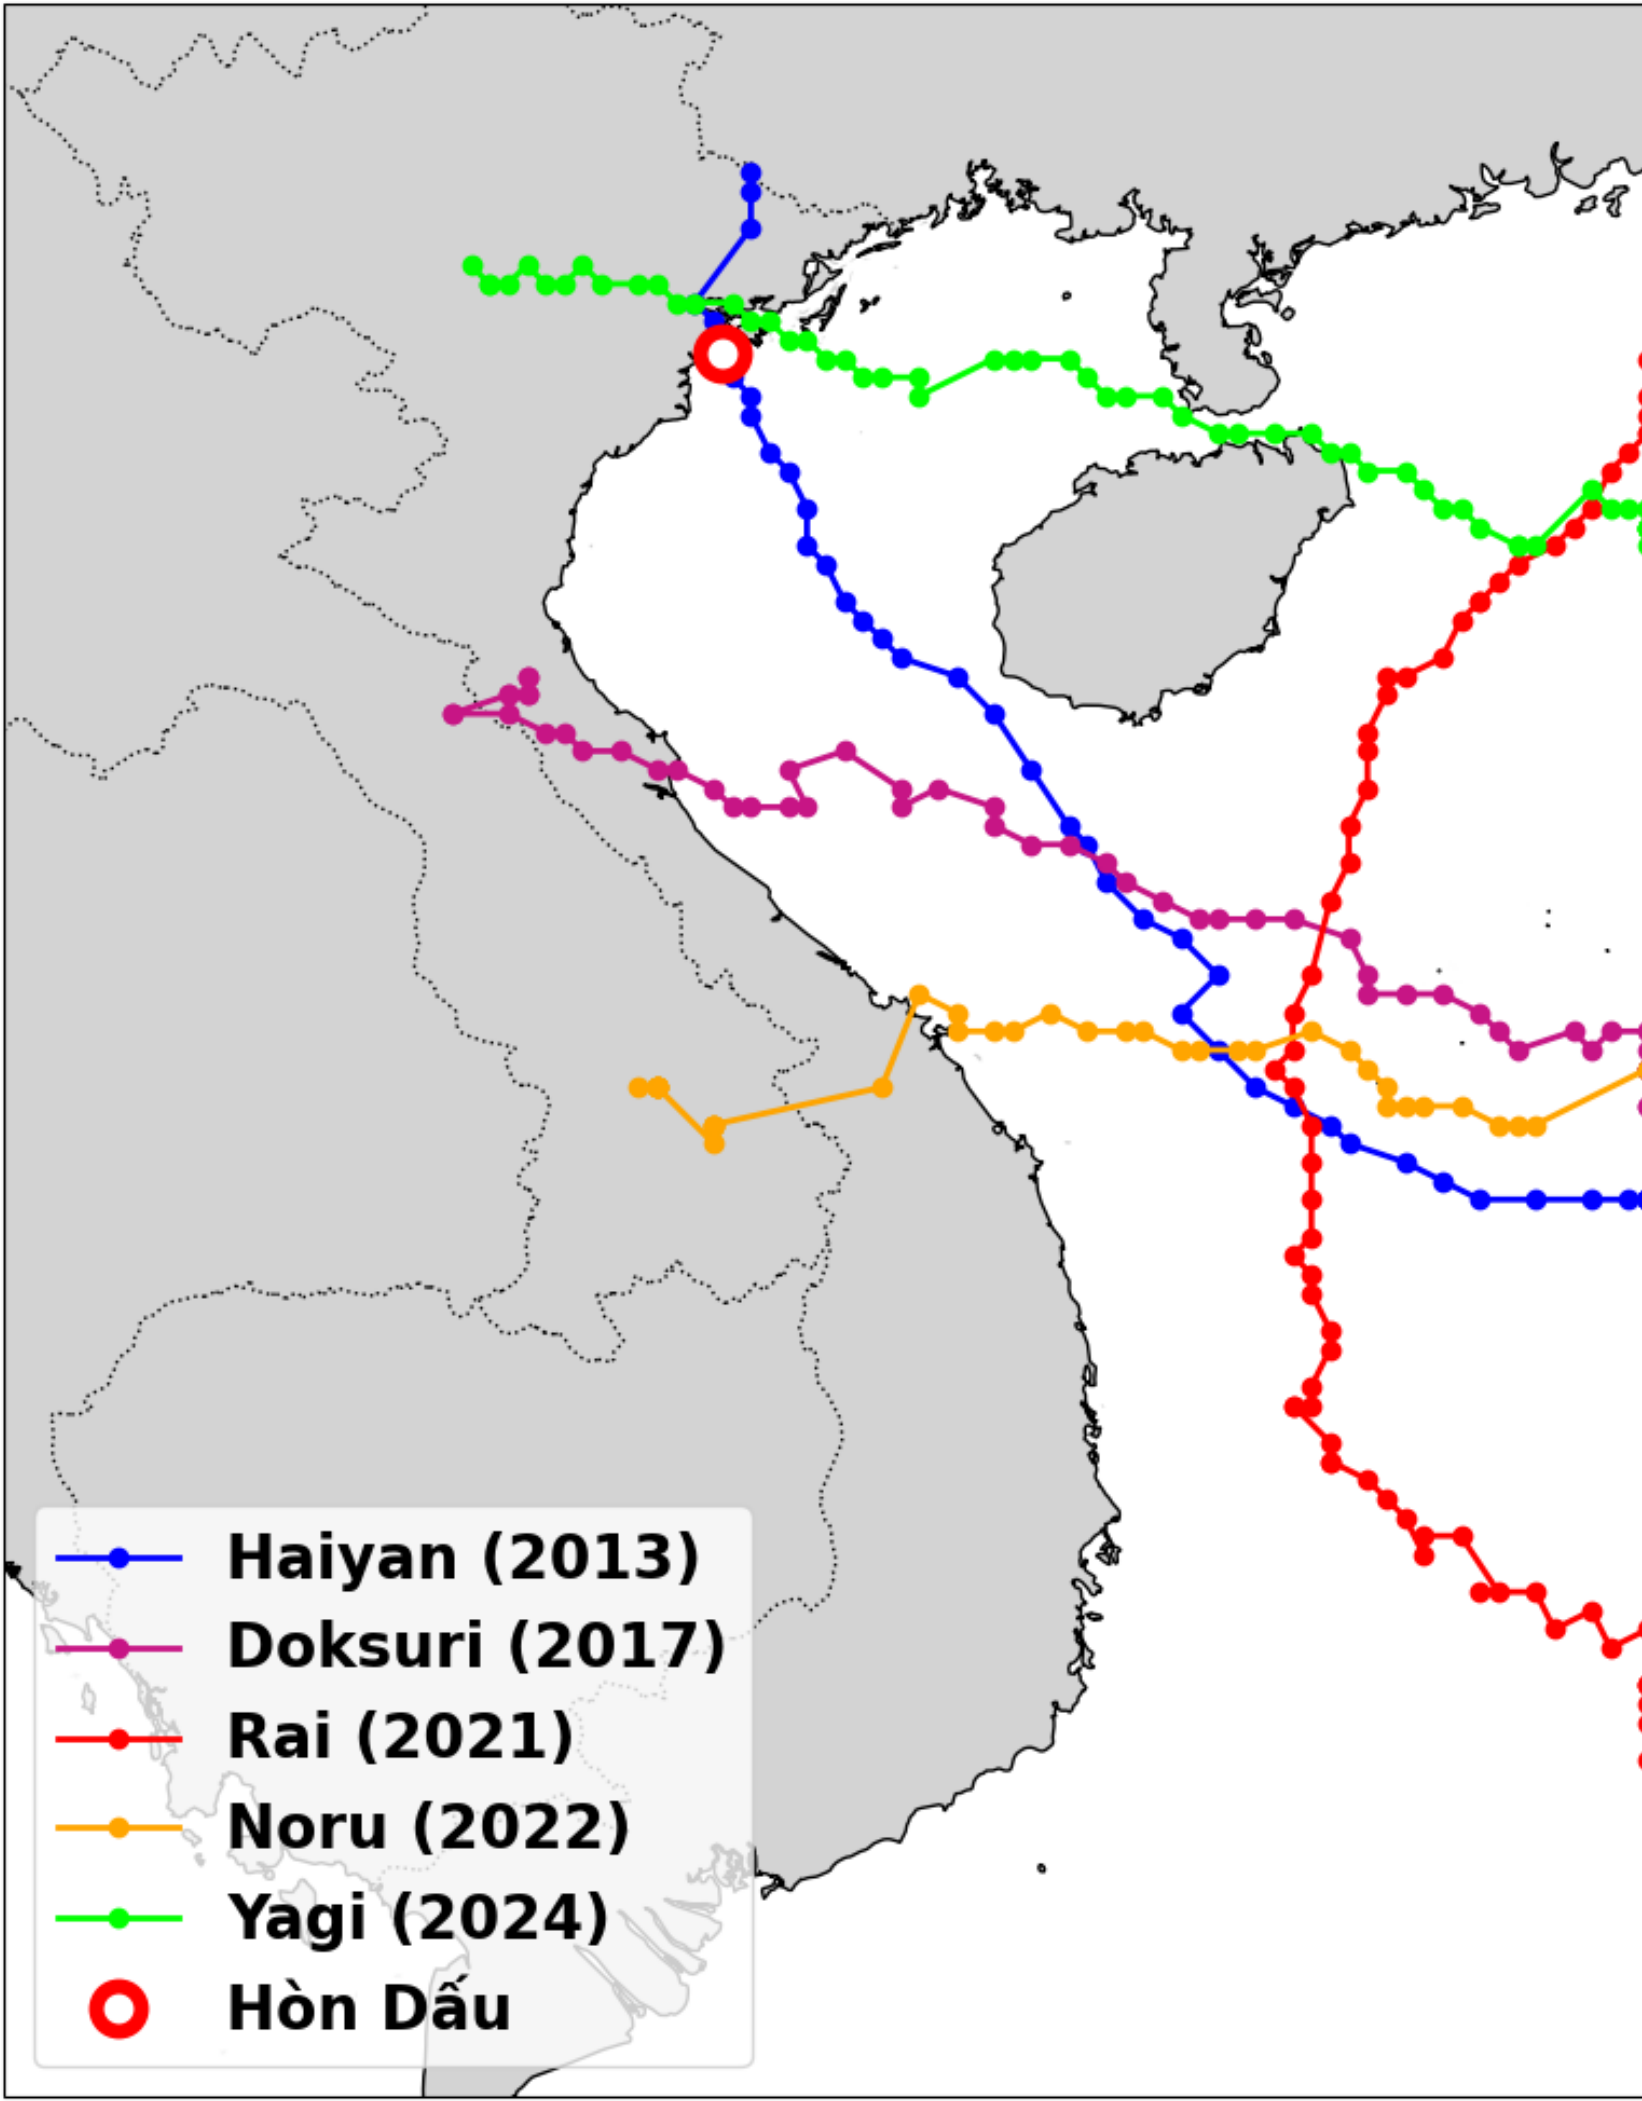 Haiyan (2013)
Doksuri (2017)
Rai (2021)
Noru (2022)
Yagi (2024)
Hòn Dấu